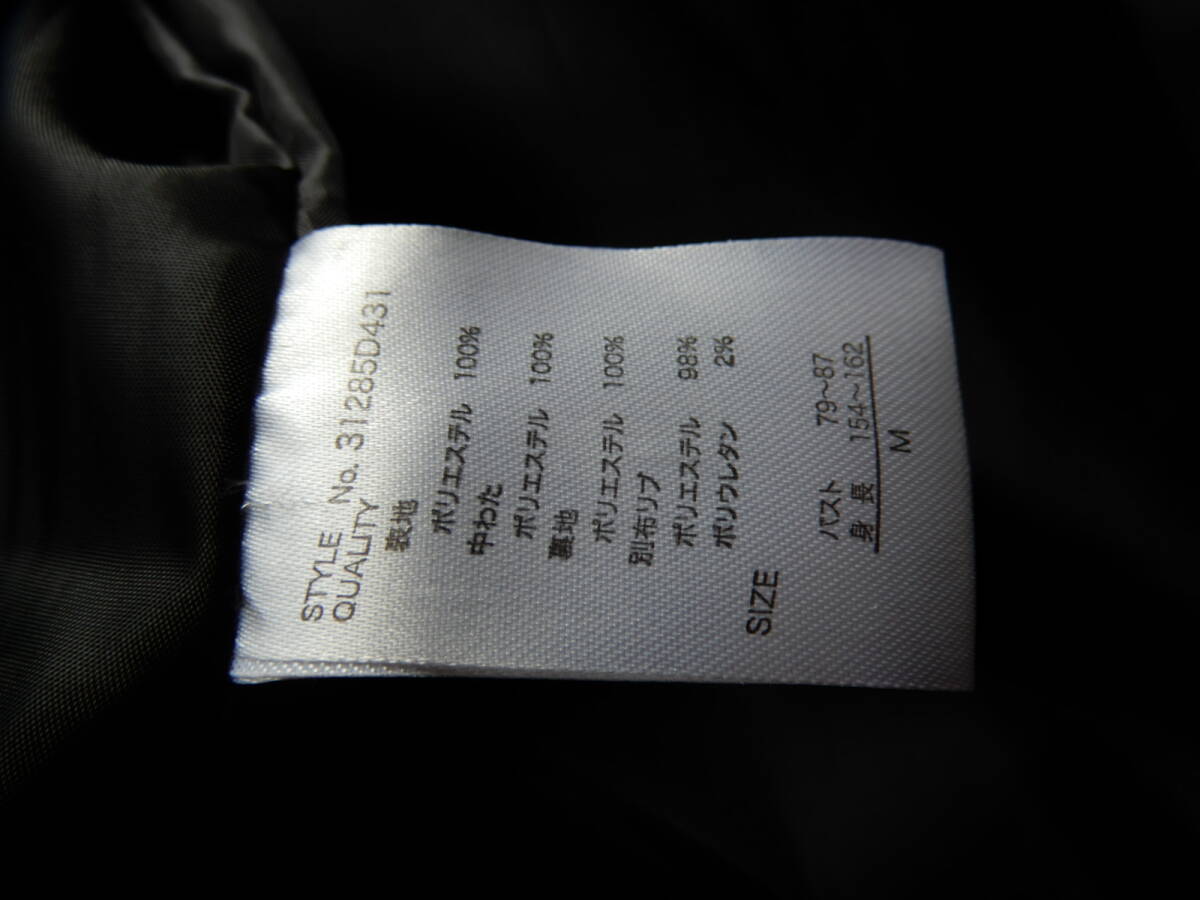 STYLE No. 31285D431
QUALITY
表地
ポリエステル 100%
中わた
ポリエステル 100%
裏地
ポリエステル 100%
別布リブ
ポリエステル 98%
ポリウレタン 2%
SIZE
バスト 79～87
身長 154～162
M